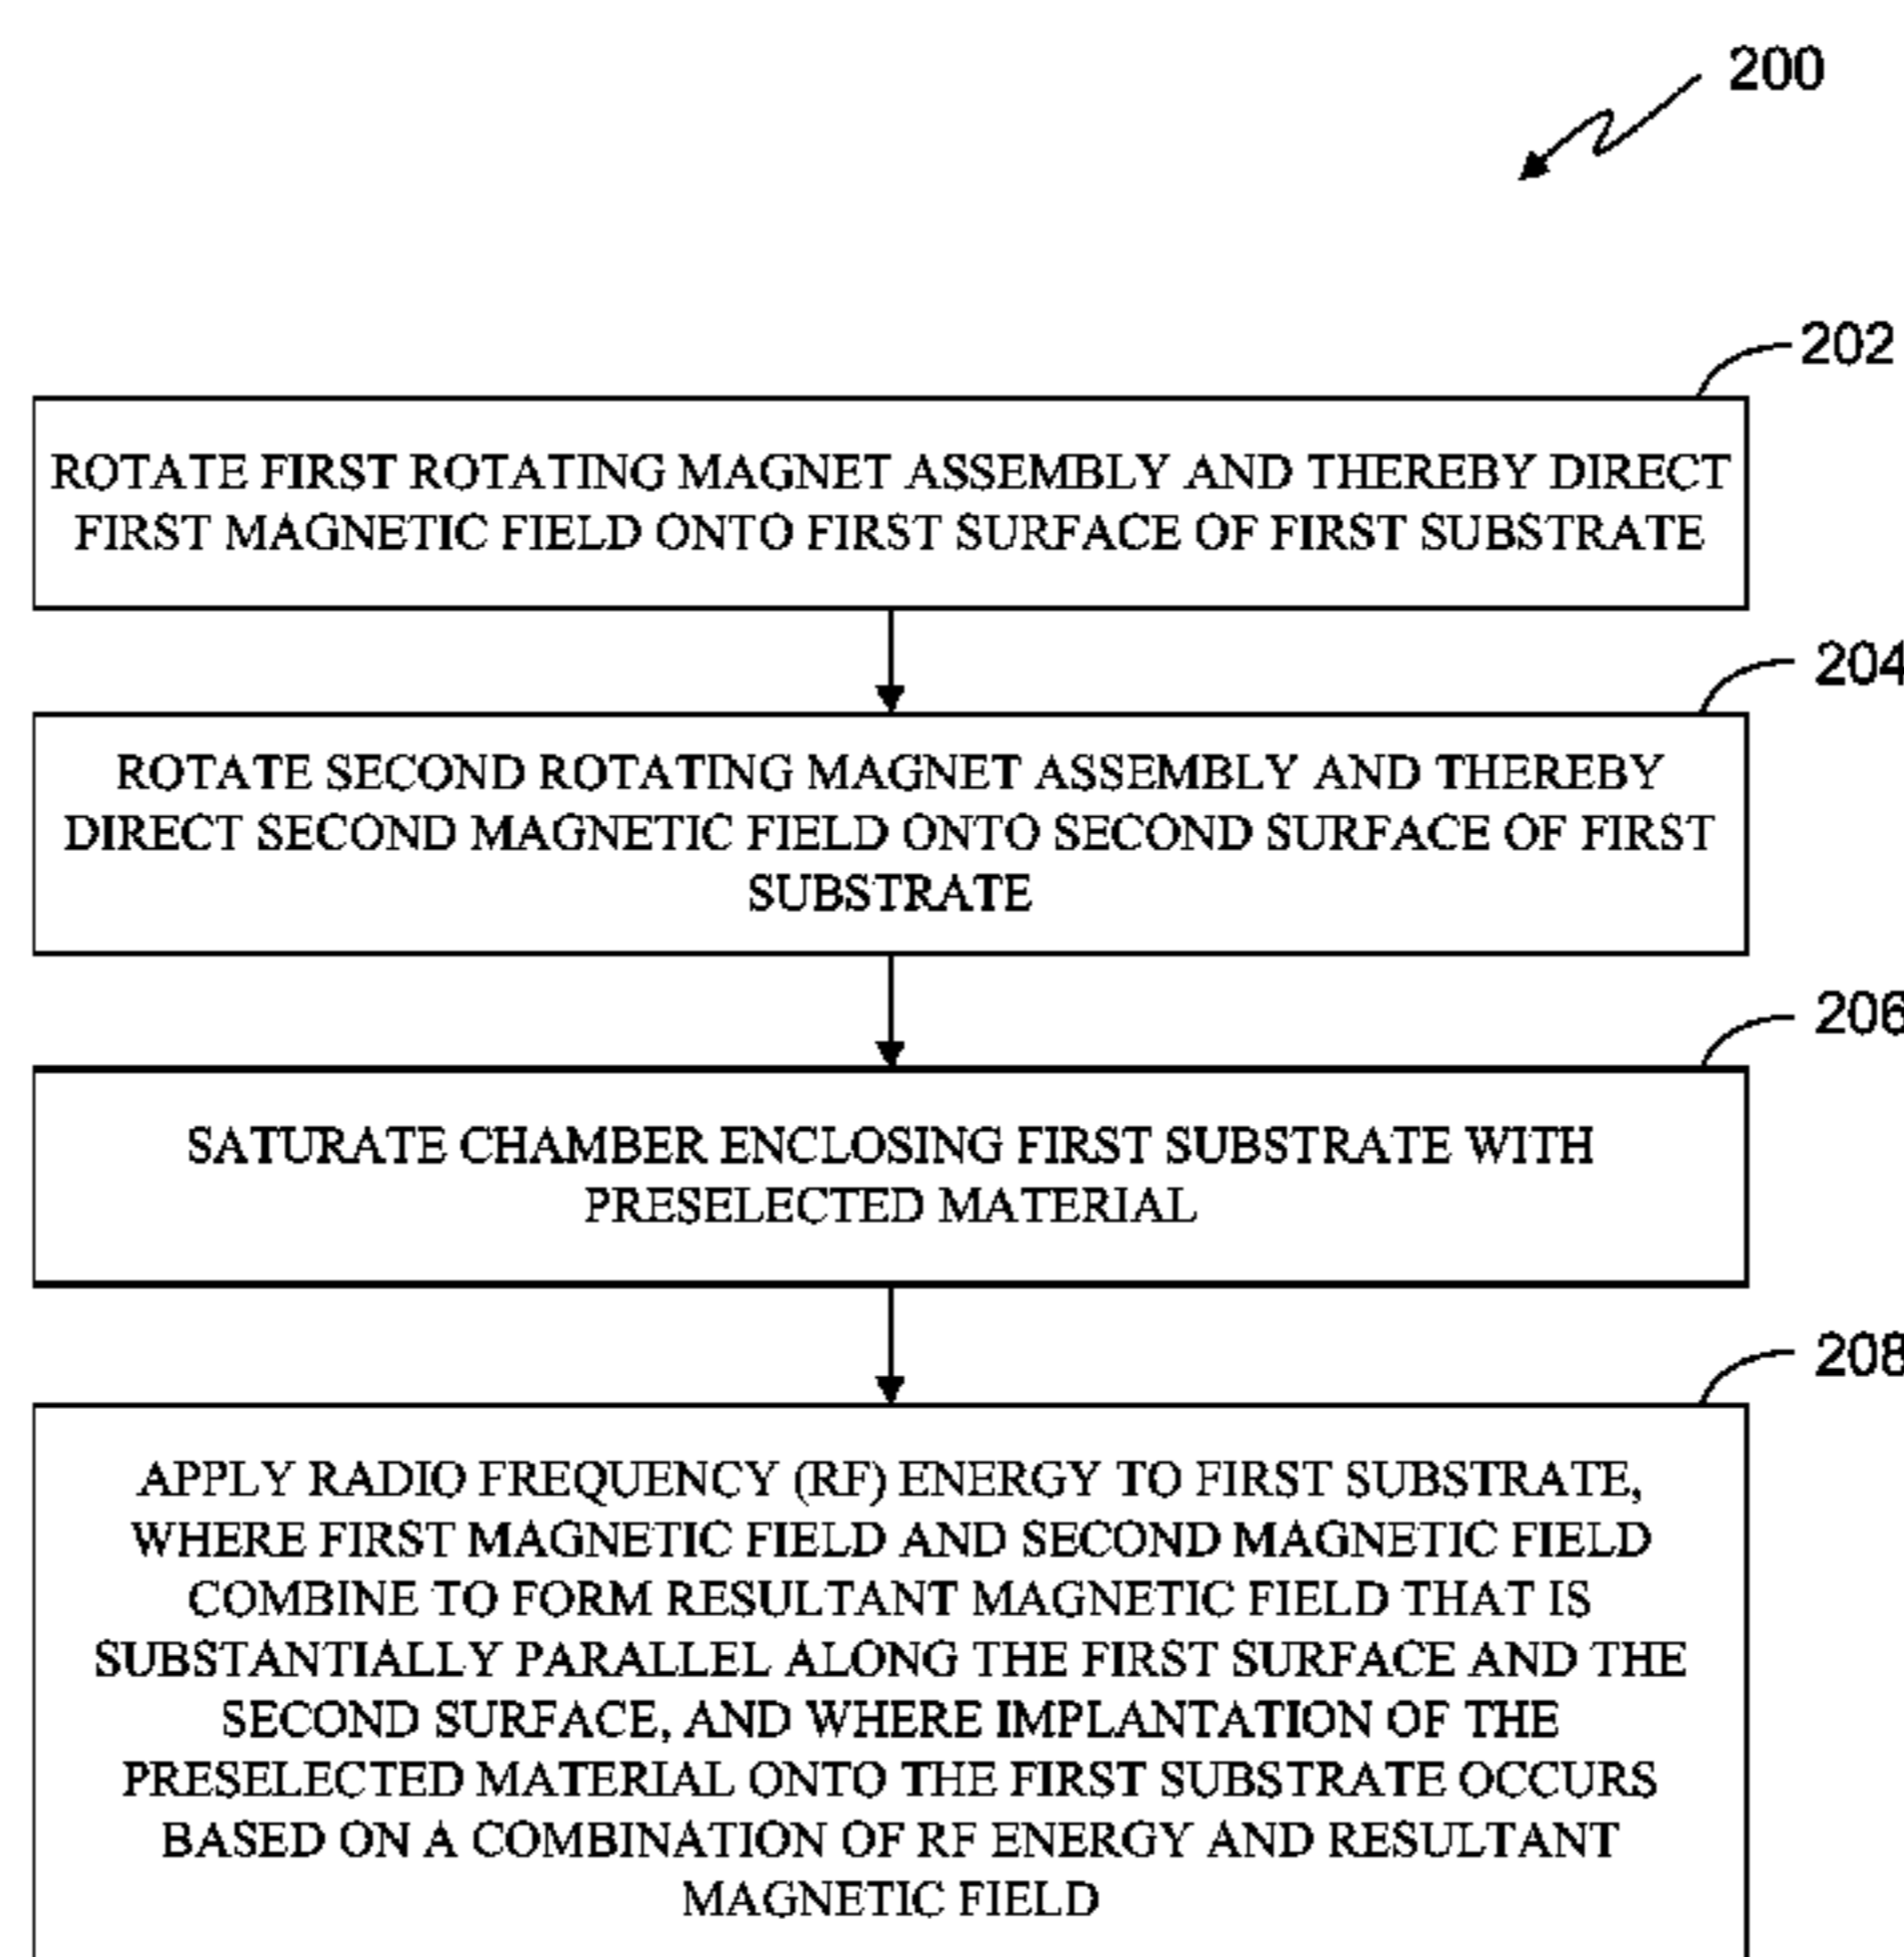 200
202
ROTATE FIRST ROTATING MAGNET ASSEMBLY AND THEREBY DIRECT
FIRST MAGNETIC FIELD ONTO FIRST SURFACE OF FIRST SUBSTRATE
204
ROTATE SECOND ROTATING MAGNET ASSEMBLY AND THEREBY
DIRECT SECOND MAGNETIC FIELD ONTO SECOND SURFACE OF FIRST
SUBSTRATE
206
SATURATE CHAMBER ENCLOSING FIRST SUBSTRATE WITH
PRESELECTED MATERIAL
208
APPLY RADIO FREQUENCY (RF) ENERGY TO FIRST SUBSTRATE,
WHERE FIRST MAGNETIC FIELD AND SECOND MAGNETIC FIELD
COMBINE TO FORM RESULTANT MAGNETIC FIELD THAT IS
SUBSTANTIALLY PARALLEL ALONG THE FIRST SURFACE AND THE
SECOND SURFACE, AND WHERE IMPLANTATION OF THE
PRESELECTED MATERIAL ONTO THE FIRST SUBSTRATE OCCURS
BASED ON A COMBINATION OF RF ENERGY AND RESULTANT
MAGNETIC FIELD